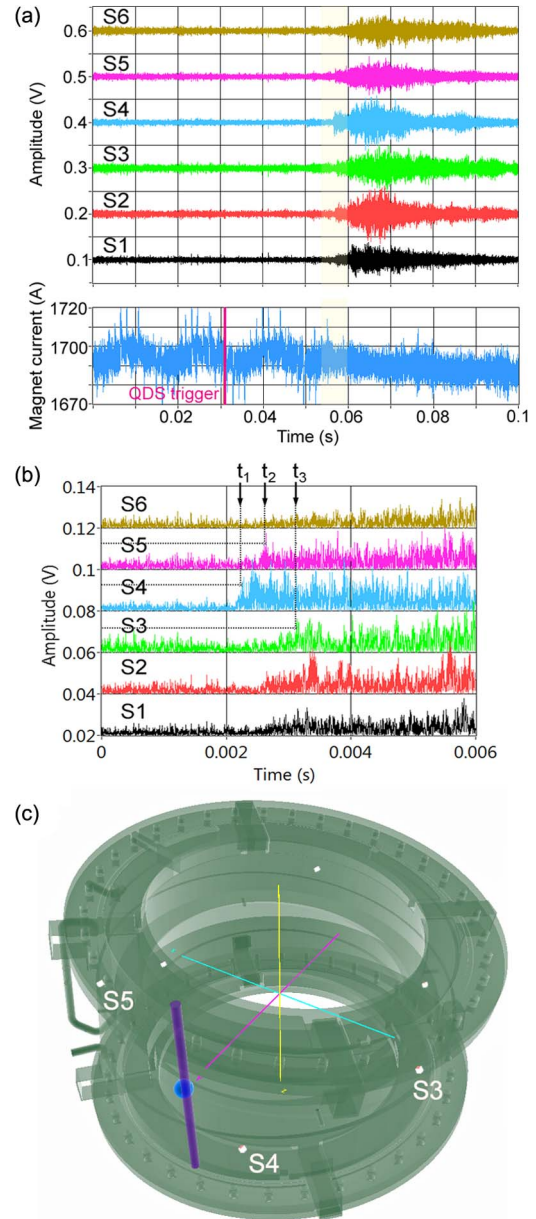 (a)
S6
0.6
S5
0.5
S4
0.4
S3
0.3
S2
0.2
S1
0.1
Amplitude (V)
1720
1700
1670
Magnet current (A)
QDS trigger
0.02 0.04 0.06 0.08 0.1
Time (s)
(b)
t1 t2 t3
0.14
S6
0.12
S5
0.1
S4
0.08
S3
0.06
S2
0.04
S1
0.02
Amplitude (V)
0 0.002 0.004 0.006
Time (s)
(c)
S5
S3
S4